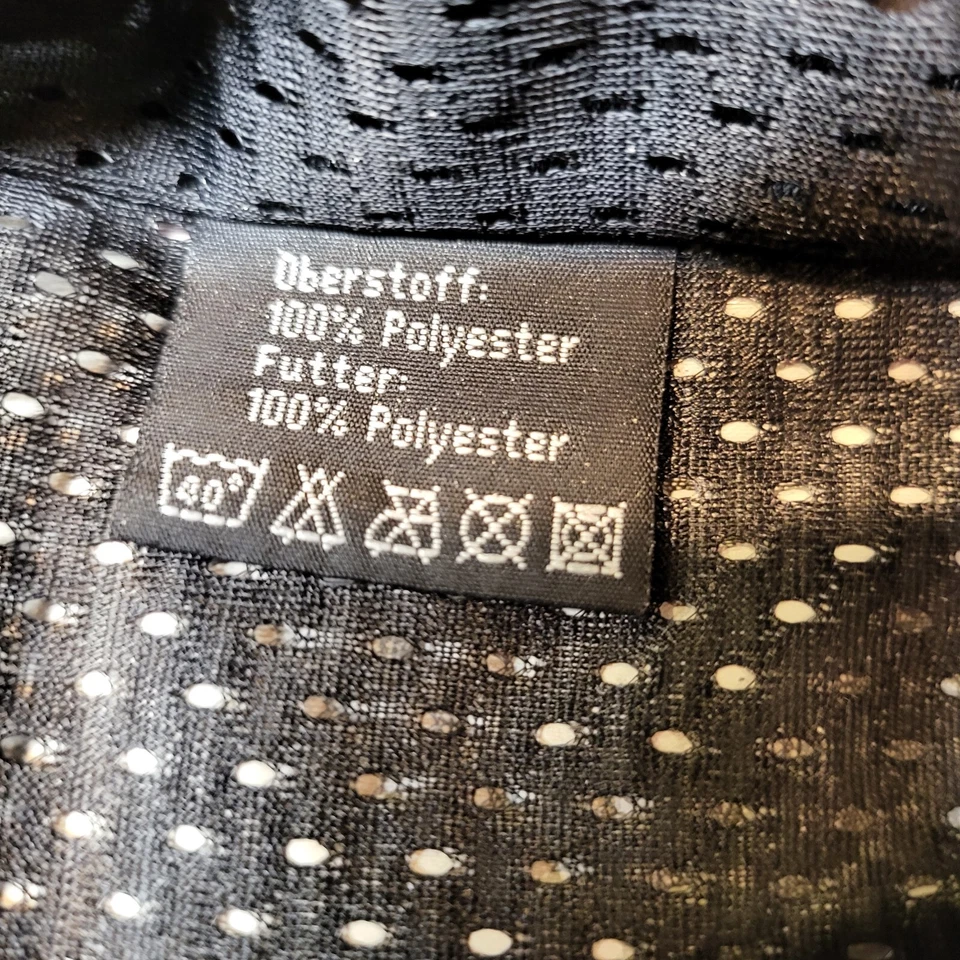 Oberstoff:
100% Polyester
Futter:
100% Polyester
40°